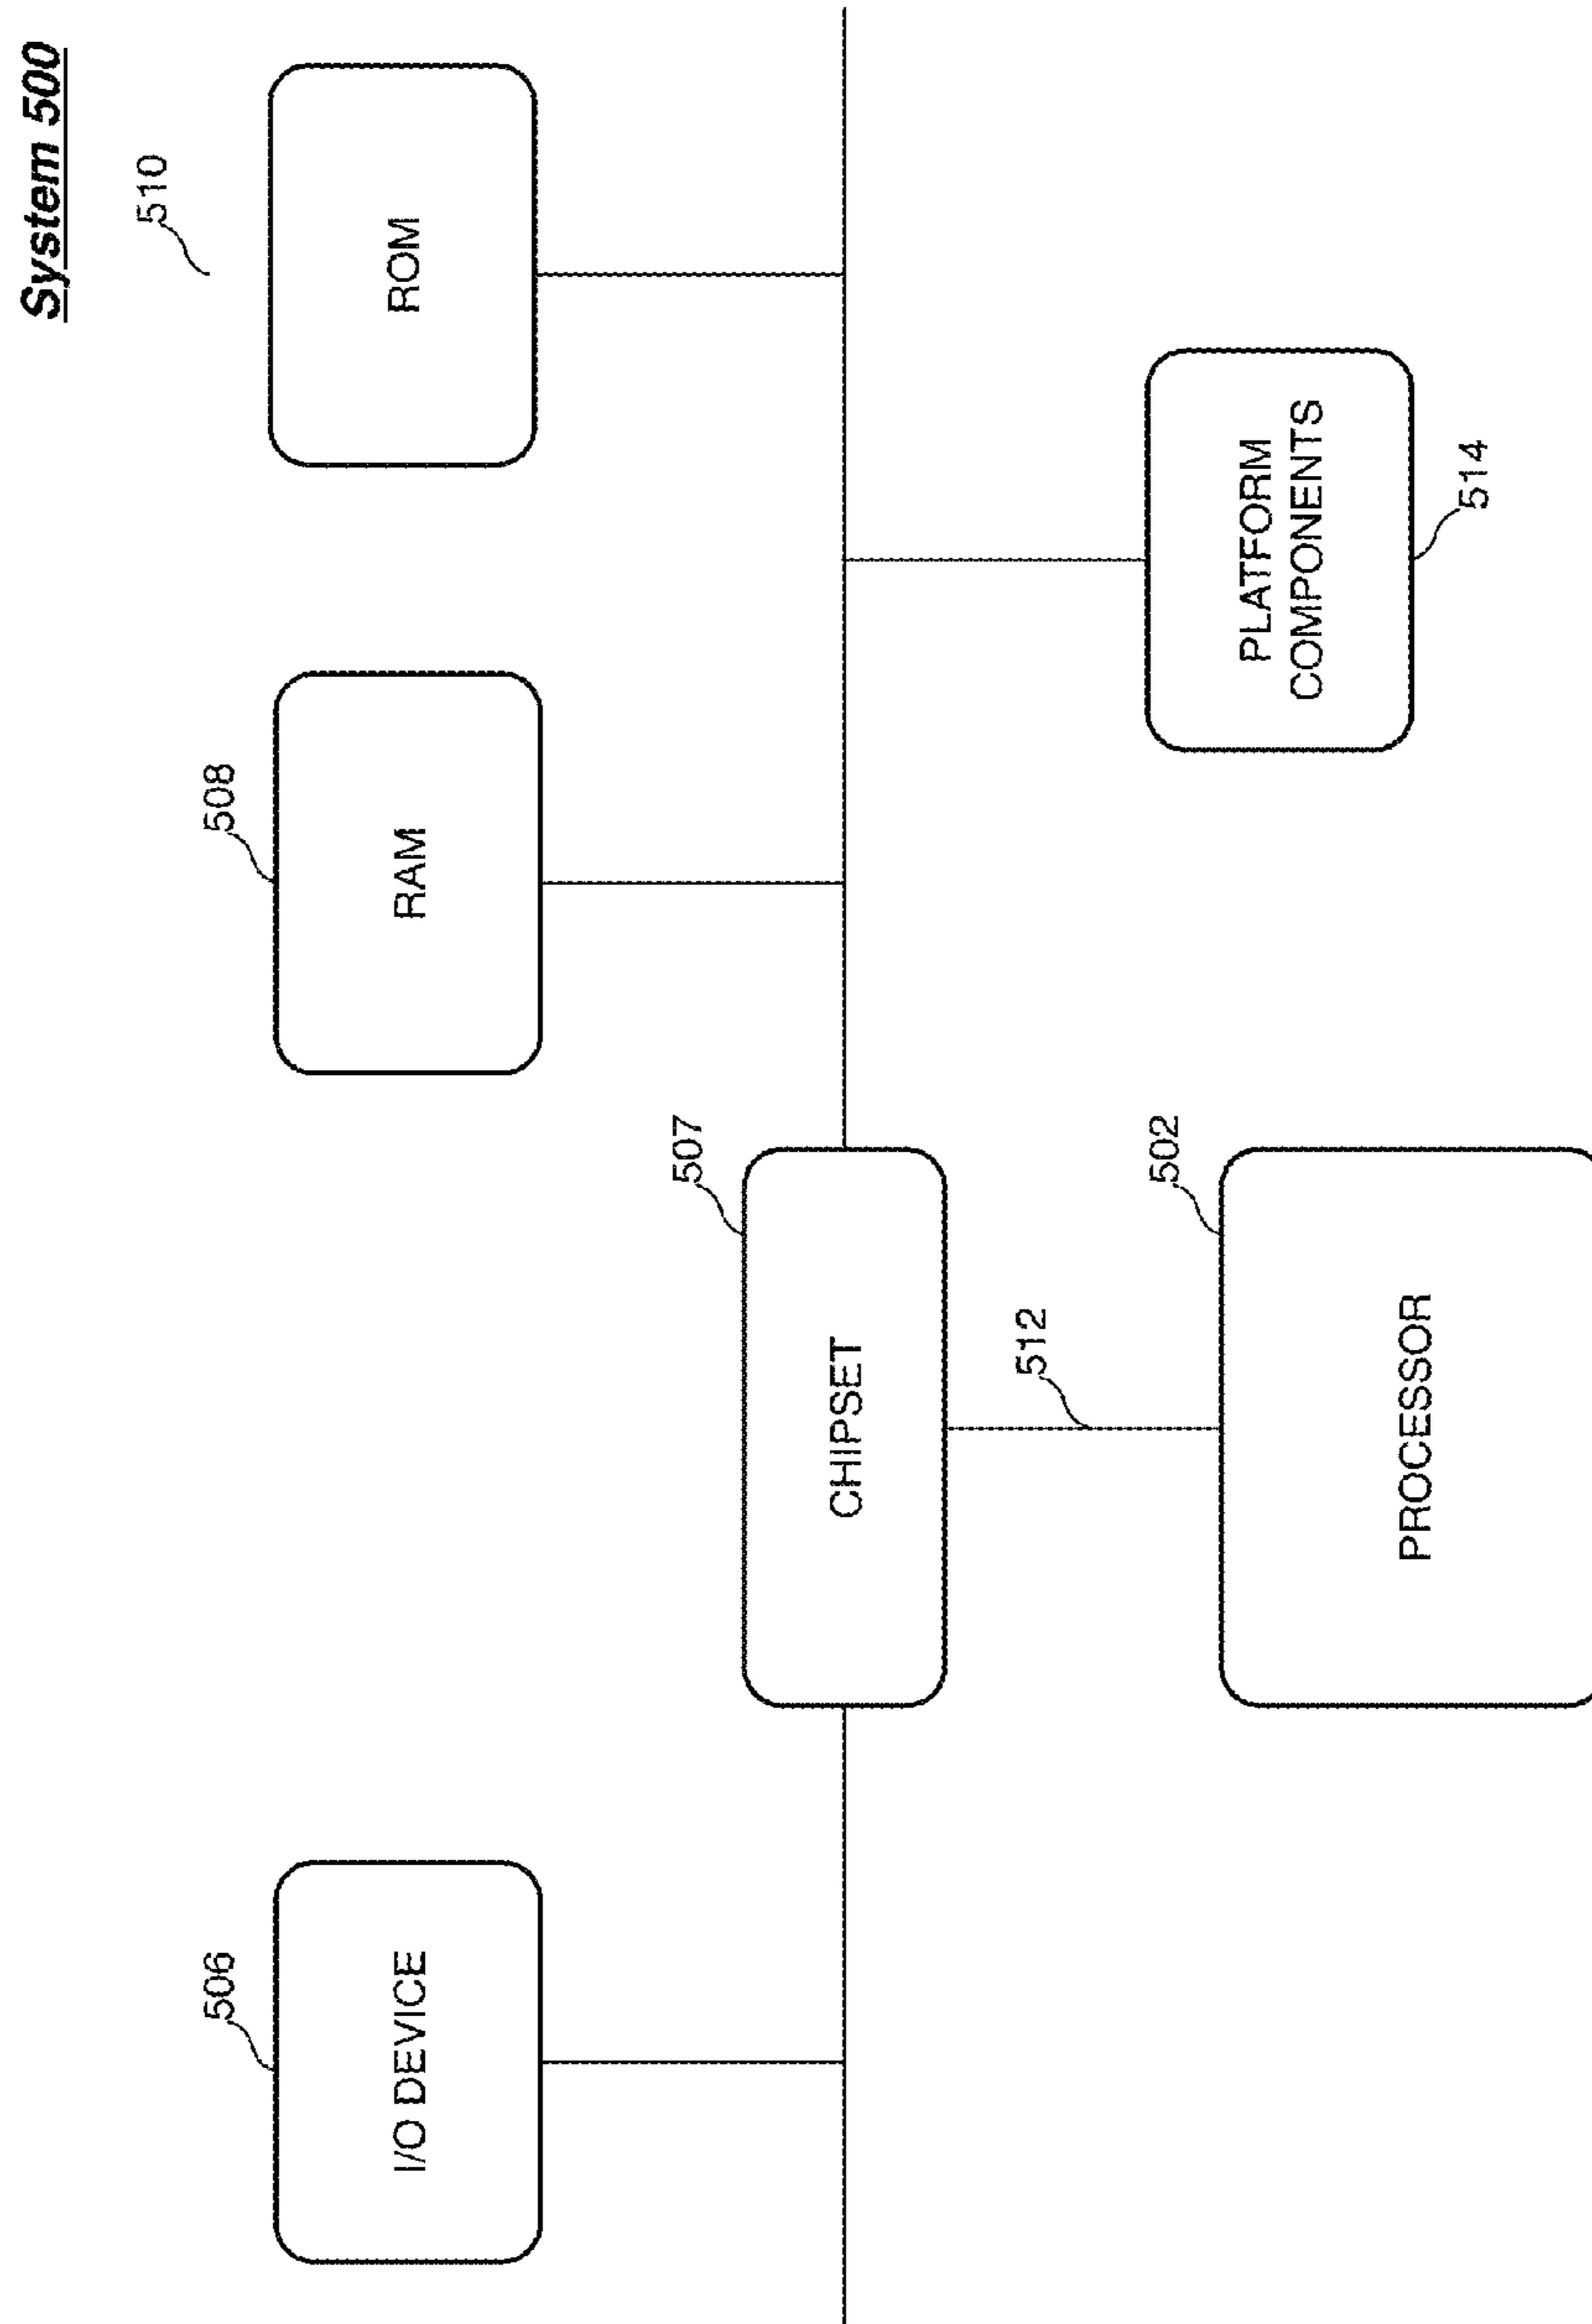 System 500
506
I/O DEVICE
508
RAM
510
ROM
507
CHIPSET
512
502
PROCESSOR
PLATFORM
COMPONENTS
514